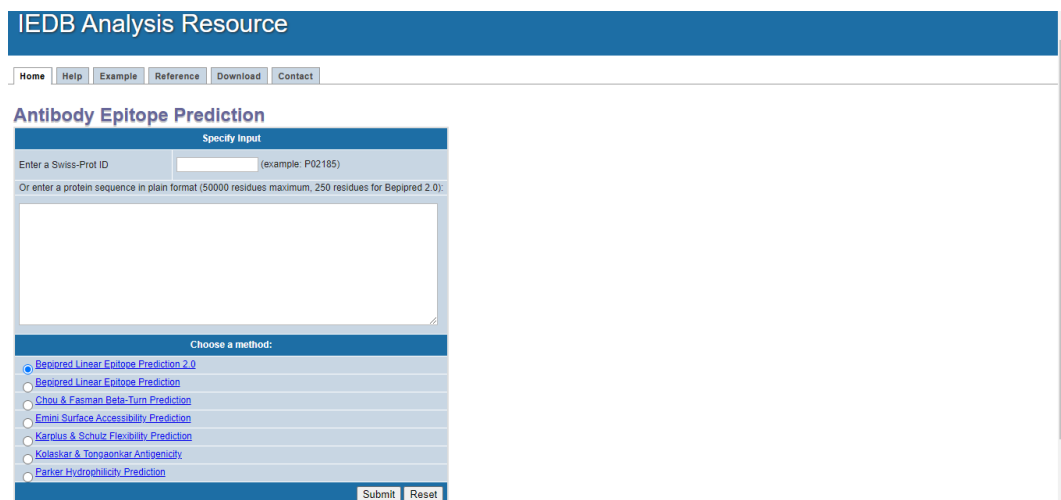 IEDB Analysis Resource
Home Help Example Reference Download Contact
Antibody Epitope Prediction
Specify Input
Enter a Swiss-Prot ID (example: P02185)
Or enter a protein sequence in plain format (50000 residues maximum, 250 residues for Bepipred 2.0):
Choose a method:
Bepipred Linear Epitope Prediction 2.0
Bepipred Linear Epitope Prediction
Chou & Fasman Beta-Turn Prediction
Emini Surface Accessibility Prediction
Karplus & Schulz Flexibility Prediction
Kolaskar & Tongaonkar Antigenicity
Parker Hydrophilicity Prediction
Submit Reset